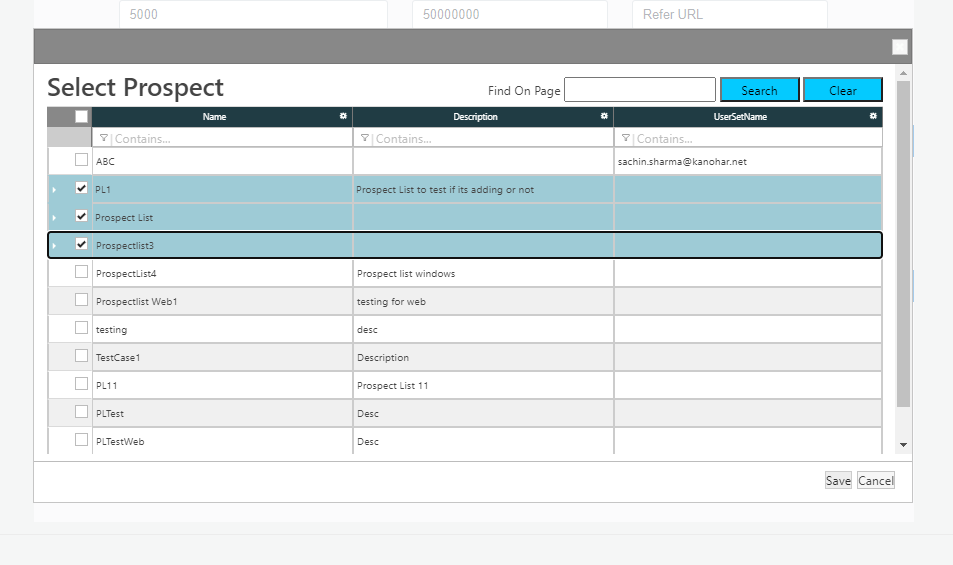 5000 50000000 Refer URL
Select Prospect
Find On Page Search Clear
Name Description UserSetName
Contains... Contains... Contains...
ABC sachin.sharma@kanohar.net
PL1 Prospect List to test if its adding or not
Prospect List
Prospectlist3
ProspectList4 Prospect list windows
Prospectlist Web1 testing for web
testing desc
TestCase1 Description
PL11 Prospect List 11
PLTest Desc
PLTestWeb Desc
Save Cancel